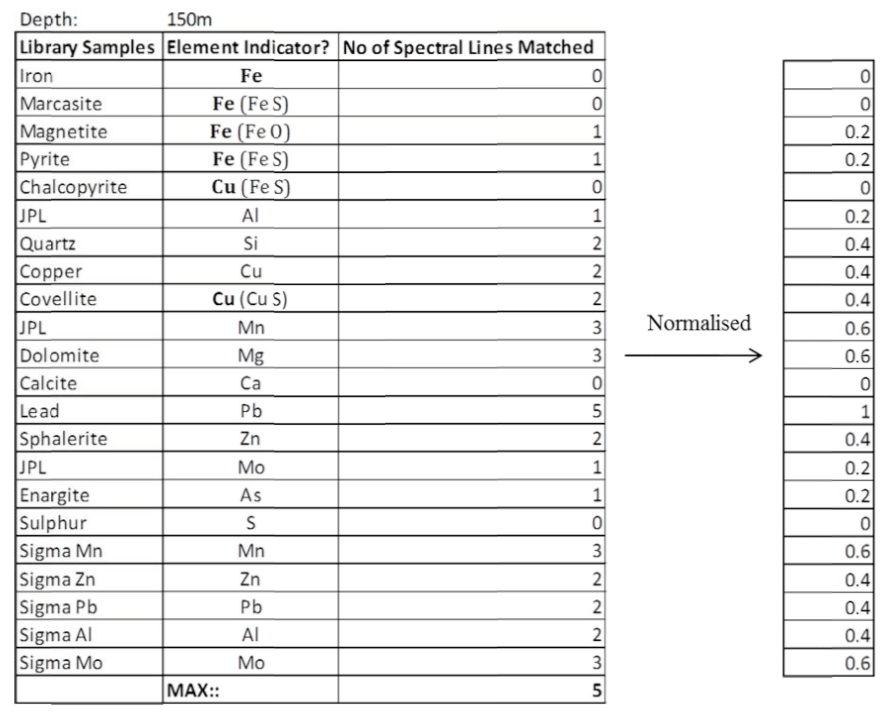 Depth: 150m
Library Samples Element Indicator? No of Spectral Lines Matched
Iron Fe 0 0
Marcasite Fe (Fe S) 0 0
Magnetite Fe (Fe O) 1 0.2
Pyrite Fe (Fe S) 1 0.2
Chalcopyrite Cu (Fe S) 0 0
JPL Al 1 0.2
Quartz Si 2 0.4
Copper Cu 2 0.4
Covellite Cu (Cu S) 2 0.4
JPL Mn 3 Normalised 0.6
Dolomite Mg 3 0.6
Calcite Ca 0 0
Lead Pb 5 1
Sphalerite Zn 2 0.4
JPL Mo 1 0.2
Enargite As 1 0.2
Sulphur S 0 0
Sigma Mn Mn 3 0.6
Sigma Zn Zn 2 0.4
Sigma Pb Pb 2 0.4
Sigma Al Al 2 0.4
Sigma Mo Mo 3 0.6
MAX:: 5